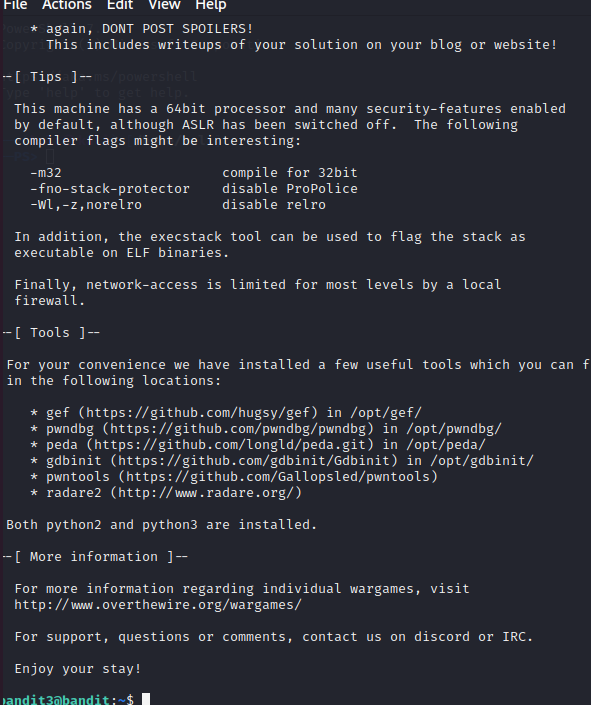 File Actions Edit View Help
* again, DONT POST SPOILERS!
This includes writeups of your solution on your blog or website!
--[ Tips ]--
This machine has a 64bit processor and many security-features enabled
by default, although ASLR has been switched off. The following
compiler flags might be interesting:
-m32 compile for 32bit
-fno-stack-protector disable ProPolice
-Wl,-z,norelro disable relro
In addition, the execstack tool can be used to flag the stack as
executable on ELF binaries.
Finally, network-access is limited for most levels by a local
firewall.
--[ Tools ]--
For your convenience we have installed a few useful tools which you can f
in the following locations:
* gef (https://github.com/hugsy/gef) in /opt/gef/
* pwndbg (https://github.com/pwndbg/pwndbg) in /opt/pwndbg/
* peda (https://github.com/longld/peda.git) in /opt/peda/
* gdbinit (https://github.com/gdbinit/Gdbinit) in /opt/gdbinit/
* pwntools (https://github.com/Gallopsled/pwntools)
* radare2 (http://www.radare.org/)
Both python2 and python3 are installed.
--[ More information ]--
For more information regarding individual wargames, visit
http://www.overthewire.org/wargames/
For support, questions or comments, contact us on discord or IRC.
Enjoy your stay!
bandit3@bandit:~$